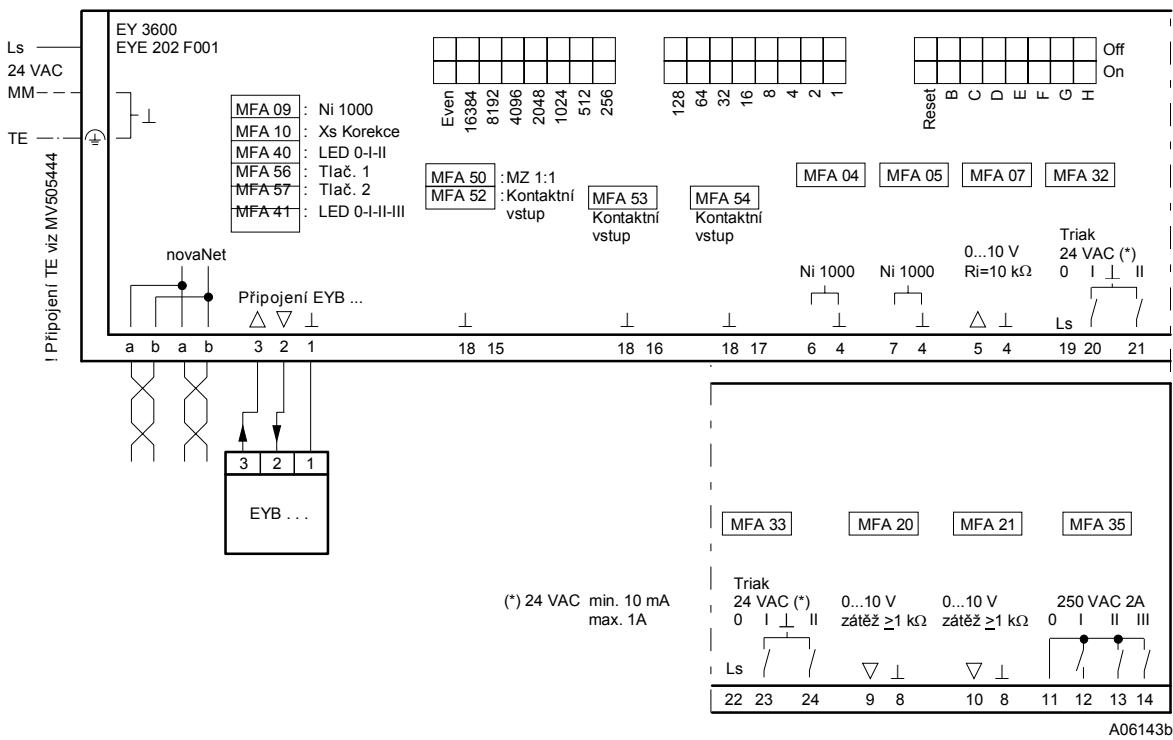 EY 3600
EYE 202 F001
Ls
24 VAC
MM
TE
! Připojení TE viz MV505444
MFA 09 : Ni 1000
MFA 10 : Xs Korekce
MFA 40 : LED 0-I-II
MFA 56 : Tlač. 1
MFA 57 : Tlač. 2
MFA 41 : LED 0-I-II-III
Even 16384 8192 4096 2048 1024 512 256
128 64 32 16 8 4 2 1
Off
On
Reset B C D E F G H
MFA 50 :MZ 1:1
MFA 52 :Kontaktní
vstup
MFA 53
Kontaktní
vstup
MFA 54
Kontaktní
vstup
MFA 04
MFA 05
MFA 07
MFA 32
novaNet
Připojení EYB ...
Ni 1000
Ni 1000
0...10 V
Ri=10 kΩ
Triak
24 VAC (*)
0 I ⊥ II
Ls
a b a b 3 2 1 18 15 18 16 18 17 6 4 7 4 5 4 19 20 21
3 2 1
EYB . . .
MFA 33
MFA 20
MFA 21
MFA 35
(*) 24 VAC min. 10 mA
max. 1A
Triak
24 VAC (*)
0 I ⊥ II
Ls
0...10 V
zátěž ≥1 kΩ
0...10 V
zátěž ≥1 kΩ
250 VAC 2A
0 I II III
22 23 24 9 8 10 8 11 12 13 14
A06143b